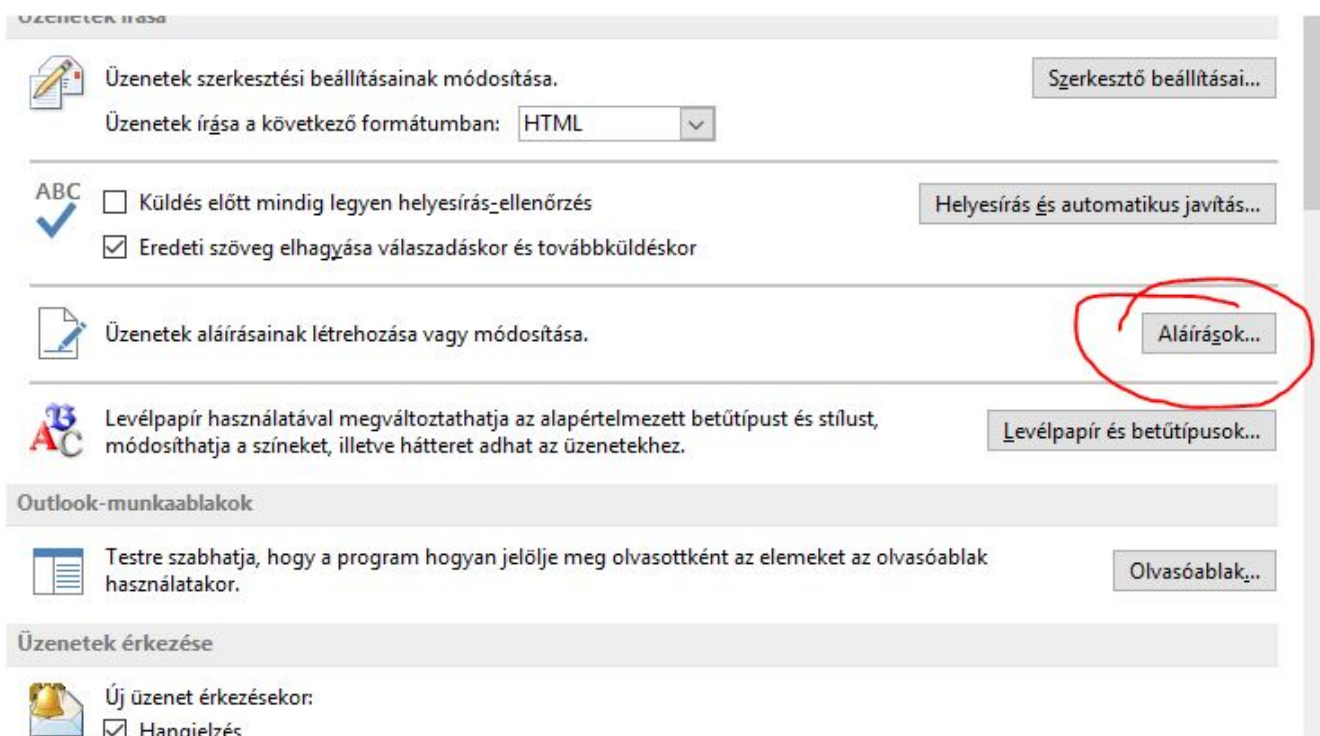 Üzenetek írása
Üzenetek szerkesztési beállításainak módosítása.
Szerkesztő beállításai...
Üzenetek írása a következő formátumban: HTML
ABC
Küldés előtt mindig legyen helyesírás-ellenőrzés
Helyesírás és automatikus javítás...
Eredeti szöveg elhagyása válaszadáskor és továbbküldéskor
Üzenetek aláírásainak létrehozása vagy módosítása.
Aláírások...
Levélpapír használatával megváltoztathatja az alapértelmezett betűtípust és stílust,
módosíthatja a színeket, illetve hátteret adhat az üzenetekhez.
Levélpapír és betűtípusok...
Outlook-munkaablakok
Testre szabhatja, hogy a program hogyan jelölje meg olvasottként az elemeket az olvasóablak
használatakor.
Olvasóablak...
Üzenetek érkezése
Új üzenet érkezésekor:
Hangjelzés